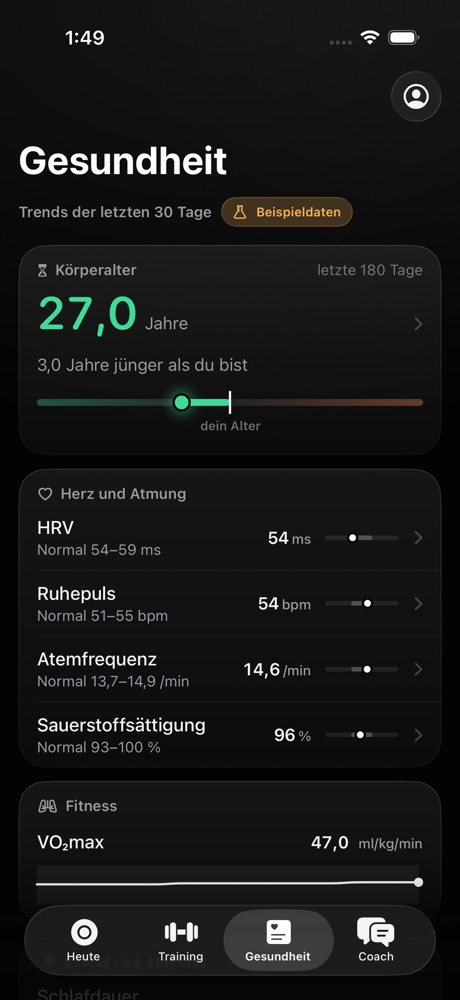 1:49
Gesundheit
Trends der letzten 30 Tage
Beispieldaten
Körperalter
letzte 180 Tage
27,0 Jahre
3,0 Jahre jünger als du bist
dein Alter
Herz und Atmung
HRV
54 ms
Normal 54–59 ms
Ruhepuls
54 bpm
Normal 51–55 bpm
Atemfrequenz
14,6 /min
Normal 13,7–14,9 /min
Sauerstoffsättigung
96 %
Normal 93–100 %
Fitness
VO₂max
47,0 ml/kg/min
Heute
Training
Gesundheit
Coach
Schlafdauer